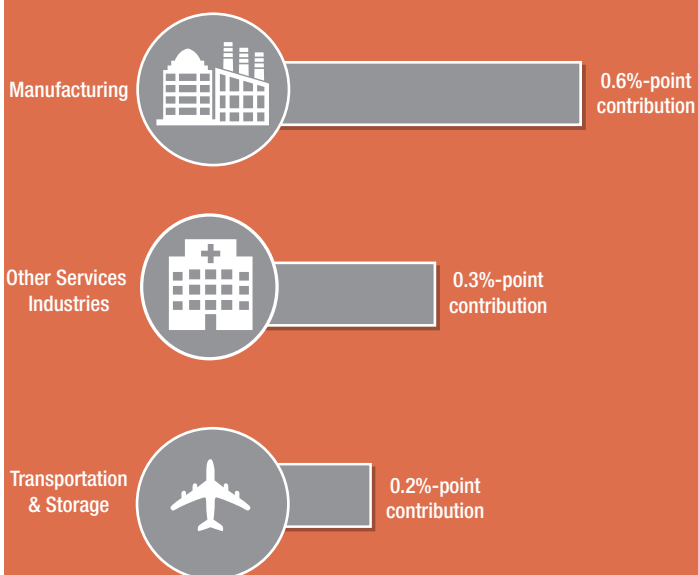 Manufacturing
0.6%-point
contribution
Other Services
Industries
0.3%-point
contribution
Transportation
& Storage
0.2%-point
contribution